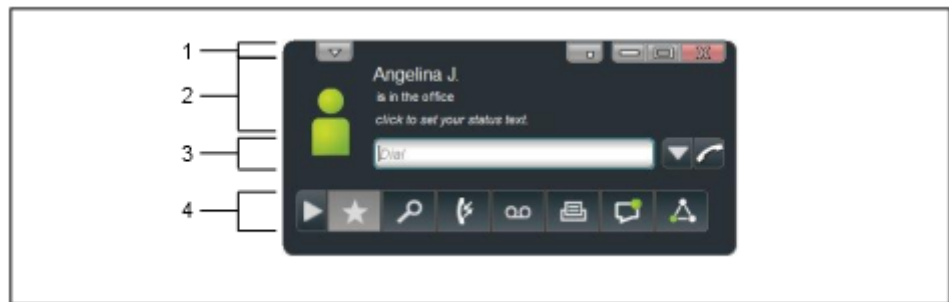 1
Angelina J.
2
is in the office
click to set your status text.
3
Dial
4